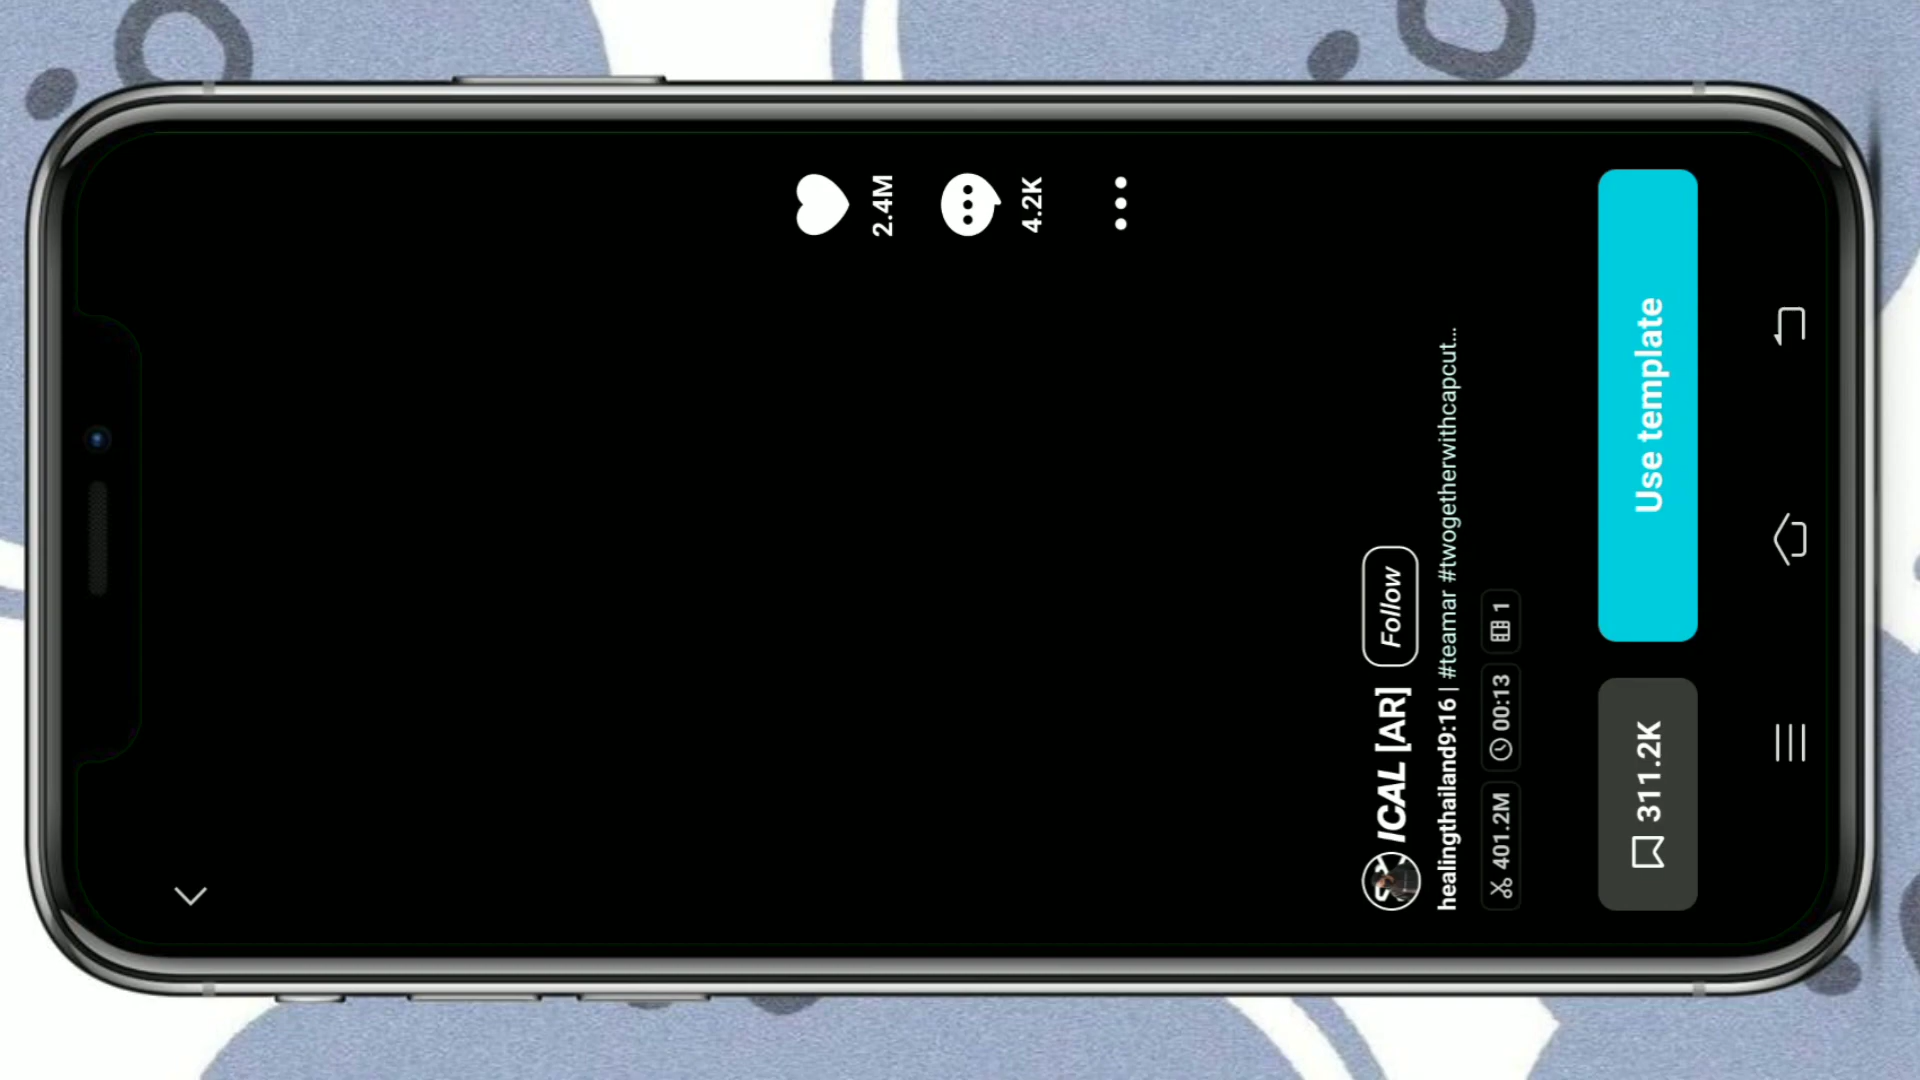 2.4M
4.2K
ICAL [AR] Follow
healingthailand9:16 | #teamar #twogetherwithcapcut...
401.2M 00:13 1
311.2K Use template